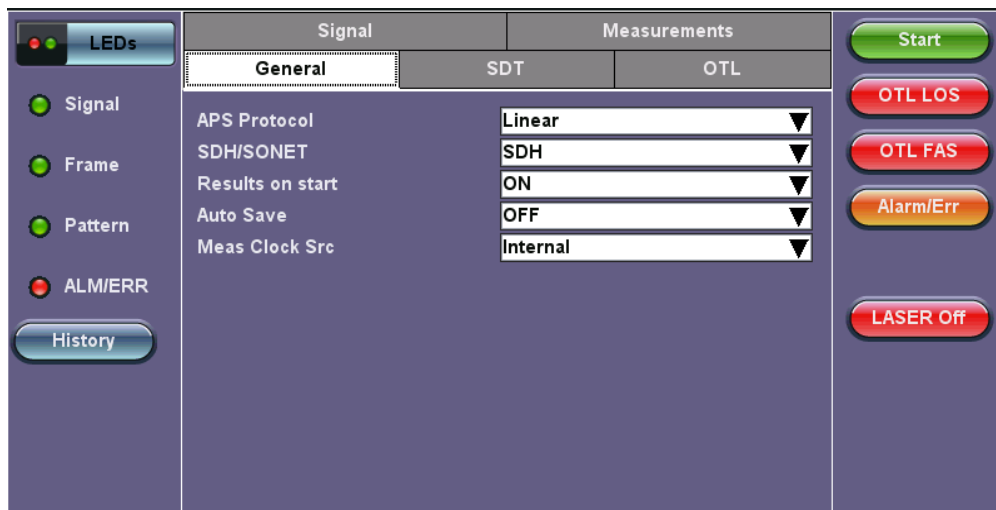 LEDs
Signal
Frame
Pattern
ALM/ERR
History
Signal Measurements
General SDT OTL
APS Protocol Linear
SDH/SONET SDH
Results on start ON
Auto Save OFF
Meas Clock Src Internal
Start
OTL LOS
OTL FAS
Alarm/Err
LASER Off